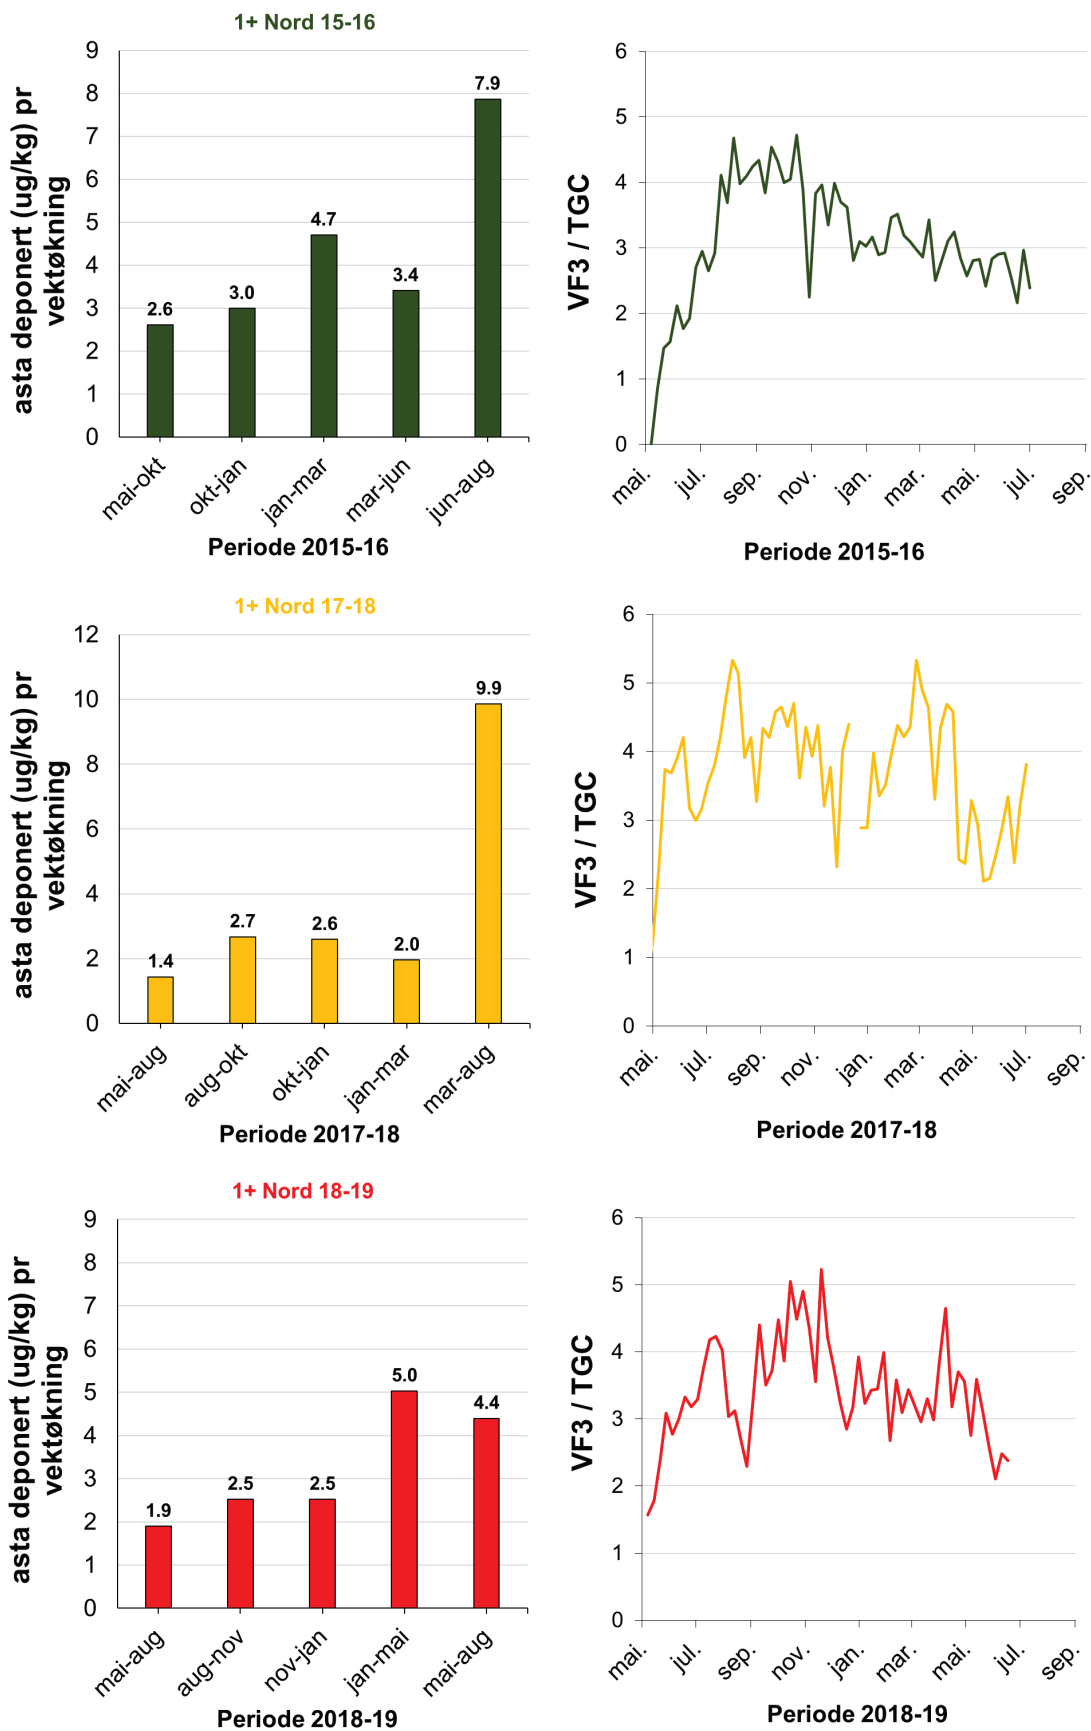 1+ Nord 15-16
asta deponert (ug/kg) pr
vektøkning
9
8
7
6
5
4
3
2
1
0
2.6
3.0
4.7
3.4
7.9
mai-okt
okt-jan
jan-mar
mar-jun
jun-aug
Periode 2015-16
VF3 / TGC
6
5
4
3
2
1
0
mai.
jul.
sep.
nov.
jan.
mar.
mai.
jul.
sep.
Periode 2015-16
1+ Nord 17-18
asta deponert (ug/kg) pr
vektøkning
12
10
8
6
4
2
0
1.4
2.7
2.6
2.0
9.9
mai-aug
aug-okt
okt-jan
jan-mar
mar-aug
Periode 2017-18
VF3 / TGC
6
5
4
3
2
1
0
mai.
jul.
sep.
nov.
jan.
mar.
mai.
jul.
sep.
Periode 2017-18
1+ Nord 18-19
asta deponert (ug/kg) pr
vektøkning
9
8
7
6
5
4
3
2
1
0
1.9
2.5
2.5
5.0
4.4
mai-aug
aug-nov
nov-jan
jan-mai
mai-aug
Periode 2018-19
VF3 / TGC
6
5
4
3
2
1
0
mai.
jul.
sep.
nov.
jan.
mar.
mai.
jul.
sep.
Periode 2018-19